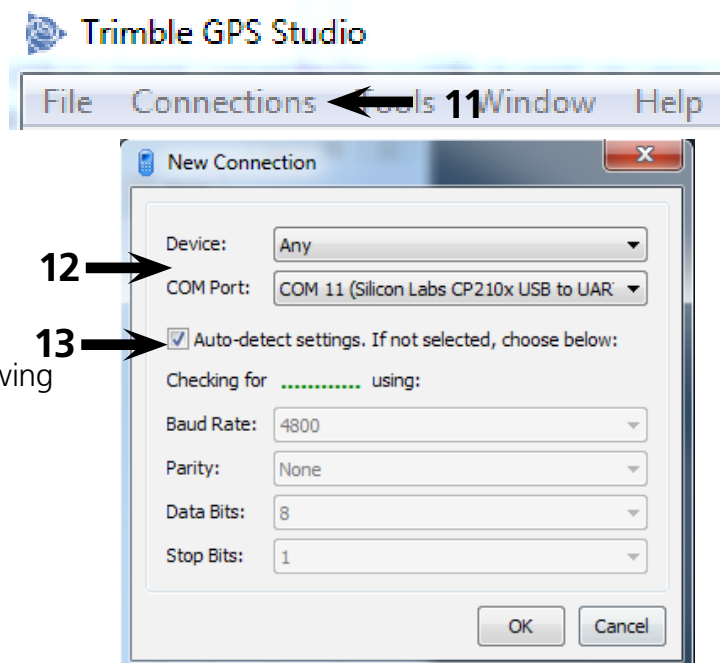 Trimble GPS Studio
File Connections Tools 11 Window Help
New Connection
12
Device: Any
COM Port: COM 11 (Silicon Labs CP210x USB to UAR
13
Auto-detect settings. If not selected, choose below:
ving
Checking for ............ using:
Baud Rate: 4800
Parity: None
Data Bits: 8
Stop Bits: 1
OK Cancel